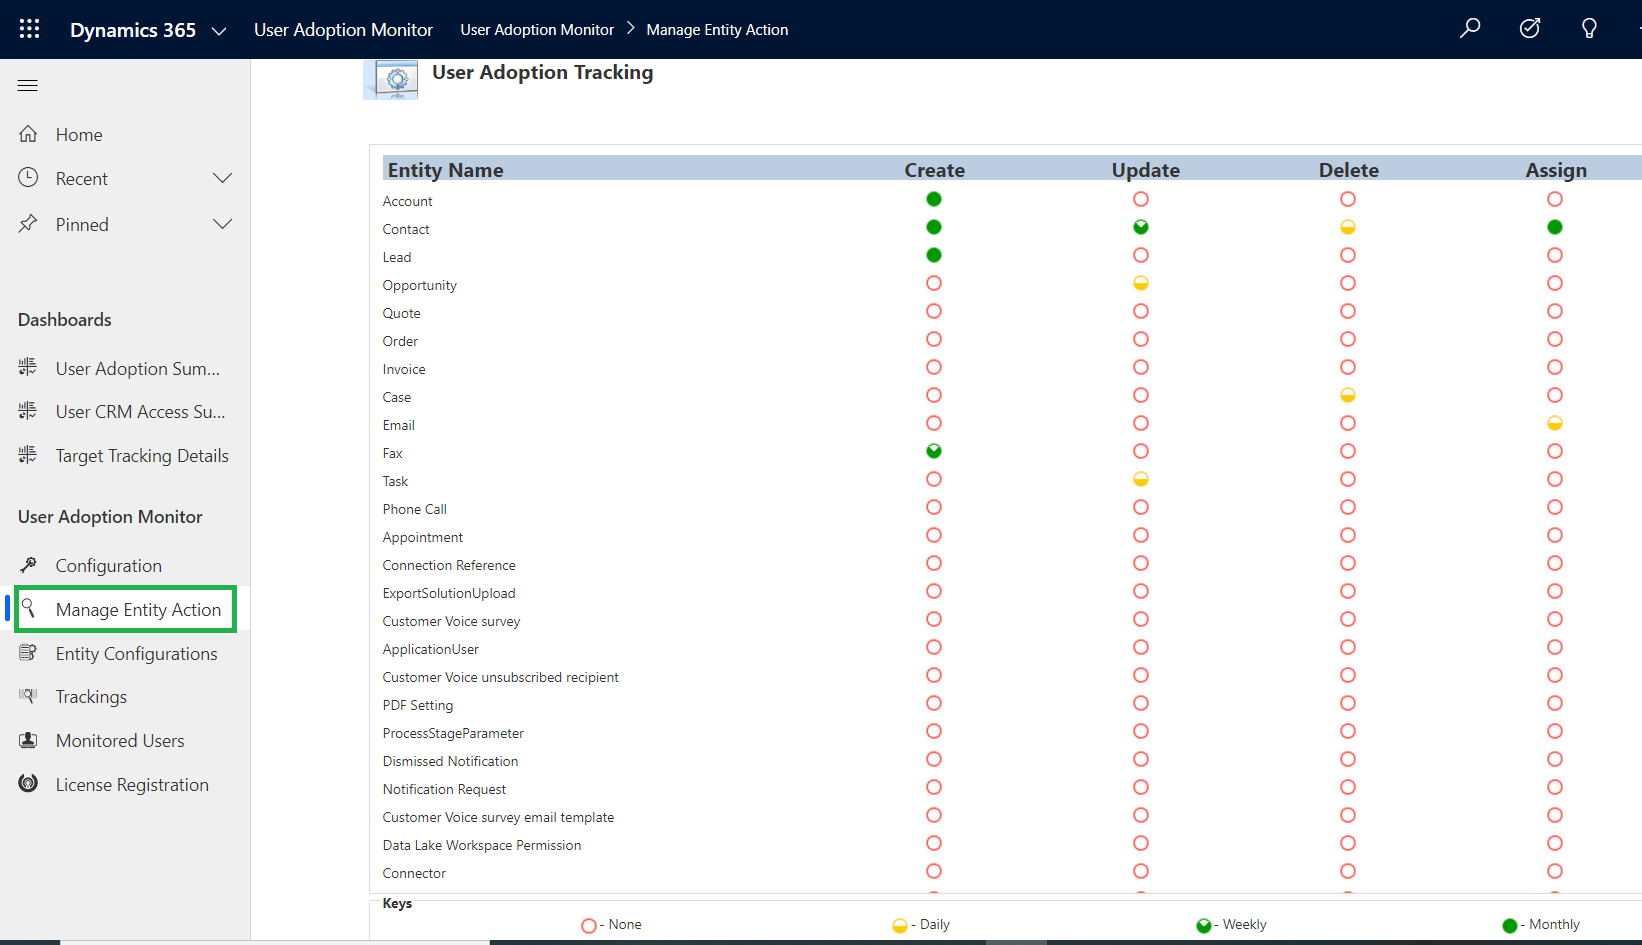 Dynamics 365 User Adoption Monitor User Adoption Monitor Manage Entity Action
Home
Recent
Pinned
Dashboards
User Adoption Sum...
User CRM Access Su...
Target Tracking Details
User Adoption Monitor
Configuration
Manage Entity Action
Entity Configurations
Trackings
Monitored Users
License Registration
User Adoption Tracking
Entity Name Create Update Delete Assign
Account
Contact
Lead
Opportunity
Quote
Order
Invoice
Case
Email
Fax
Task
Phone Call
Appointment
Connection Reference
ExportSolutionUpload
Customer Voice survey
ApplicationUser
Customer Voice unsubscribed recipient
PDF Setting
ProcessStageParameter
Dismissed Notification
Notification Request
Customer Voice survey email template
Data Lake Workspace Permission
Connector
Keys
- None - Daily - Weekly - Monthly